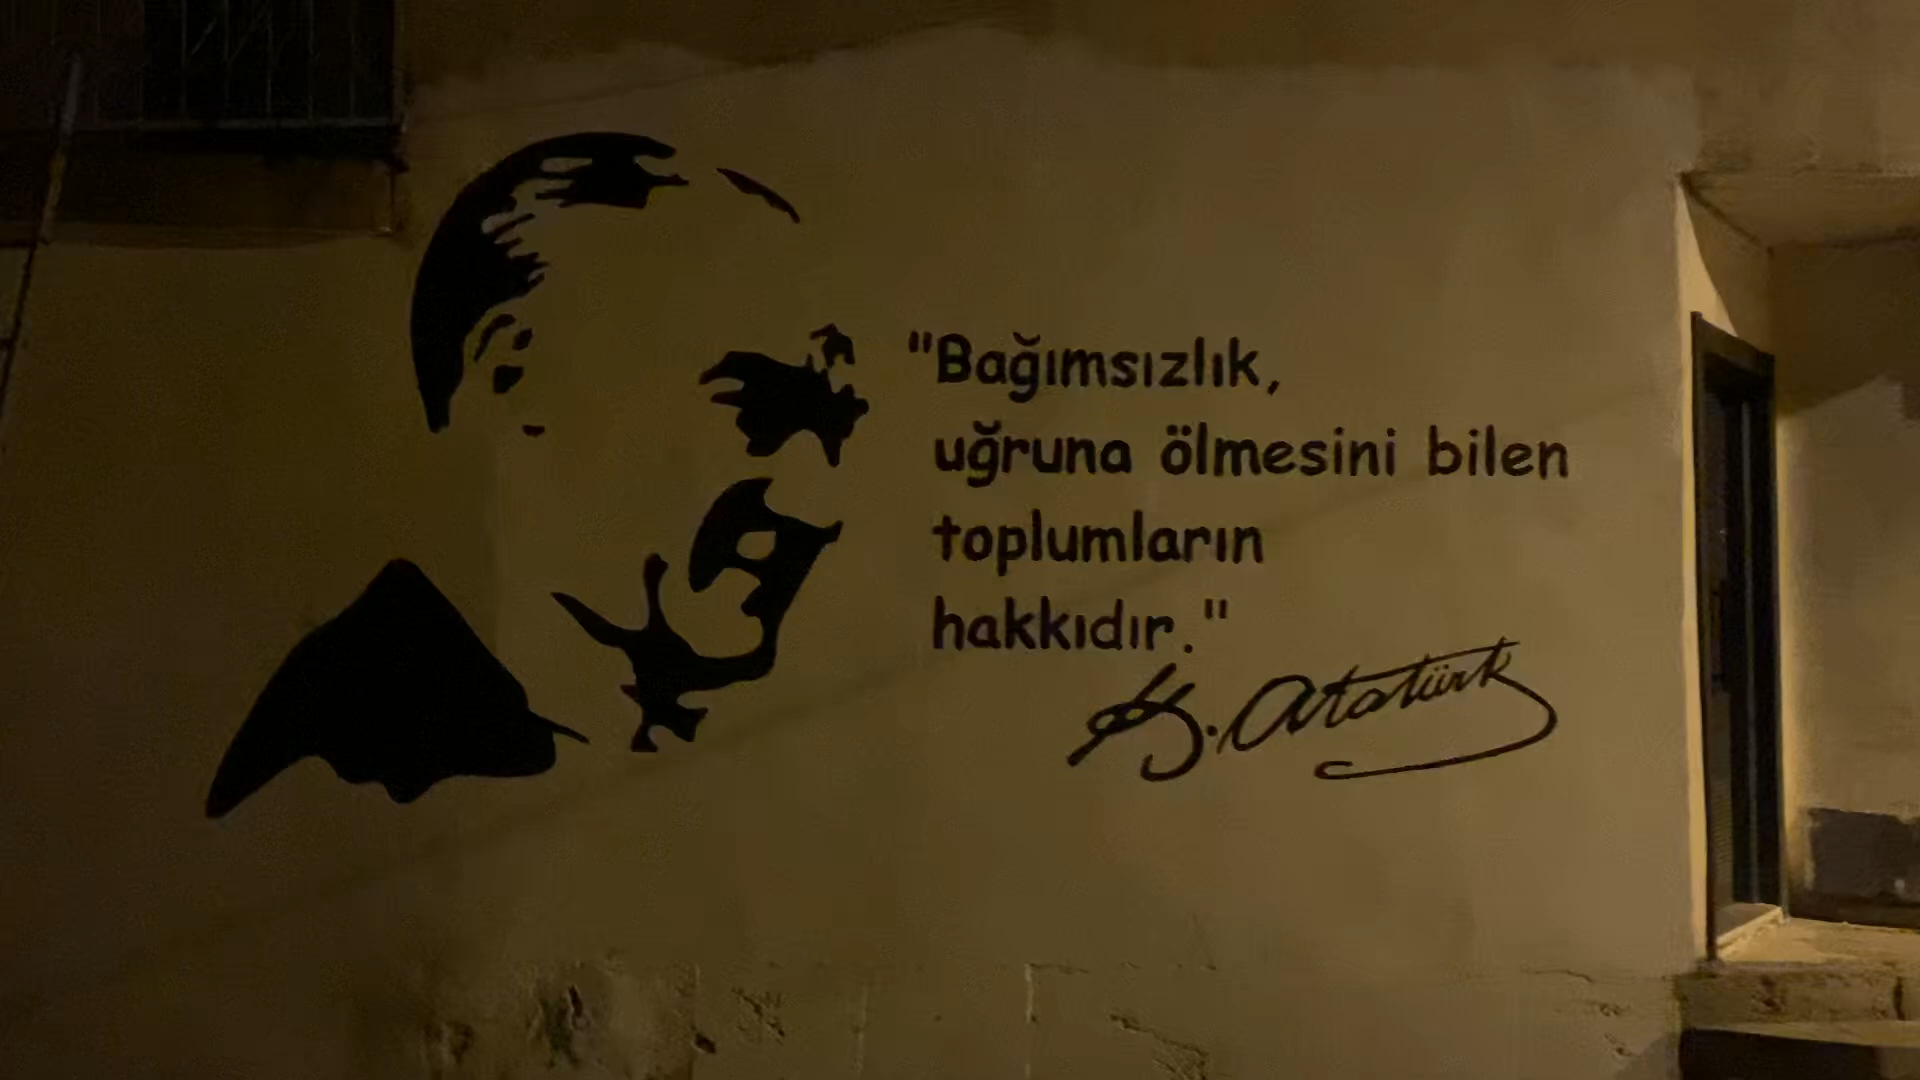 "Bağımsızlık,
uğruna ölmesini bilen
toplumların
hakkıdır."
K. Atatürk